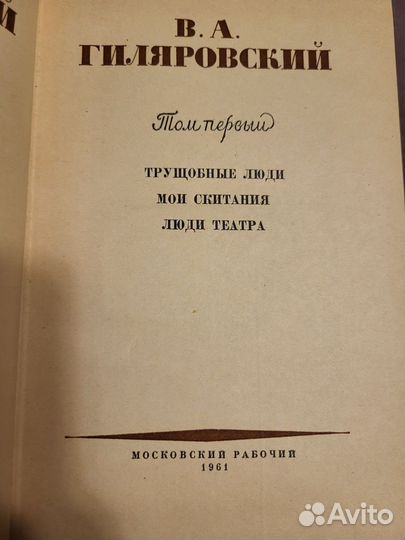 Й
В. А.
ГИЛЯРОВСКИЙ
Том первый
ТРУЩОБНЫЕ ЛЮДИ
МОИ СКИТАНИЯ
ЛЮДИ ТЕАТРА
МОСКОВСКИЙ РАБОЧИЙ
1961
Avito